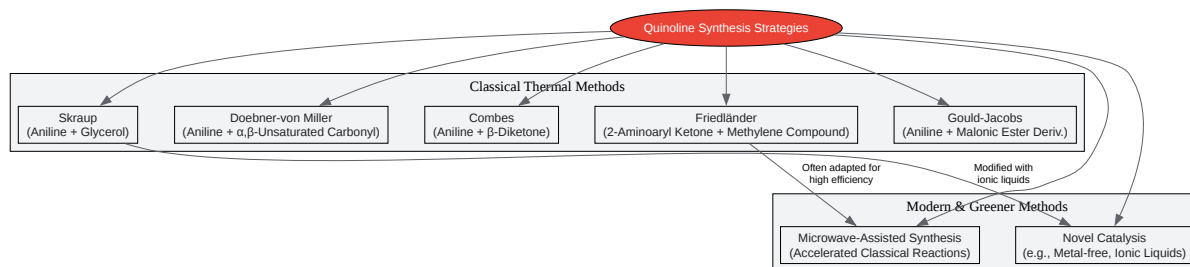 Quinoline Synthesis Strategies
Classical Thermal Methods
Skraup
(Aniline + Glycerol)
Doebner-von Miller
(Aniline + α,β-Unsaturated Carbonyl)
Combes
(Aniline + β-Diketone)
Friedländer
(2-Aminoaryl Ketone + Methylene Compound)
Gould-Jacobs
(Aniline + Malonic Ester Deriv.)
Often adapted for
high efficiency
Modified with
ionic liquids
Modern & Greener Methods
Microwave-Assisted Synthesis
(Accelerated Classical Reactions)
Novel Catalysis
(e.g., Metal-free, Ionic Liquids)